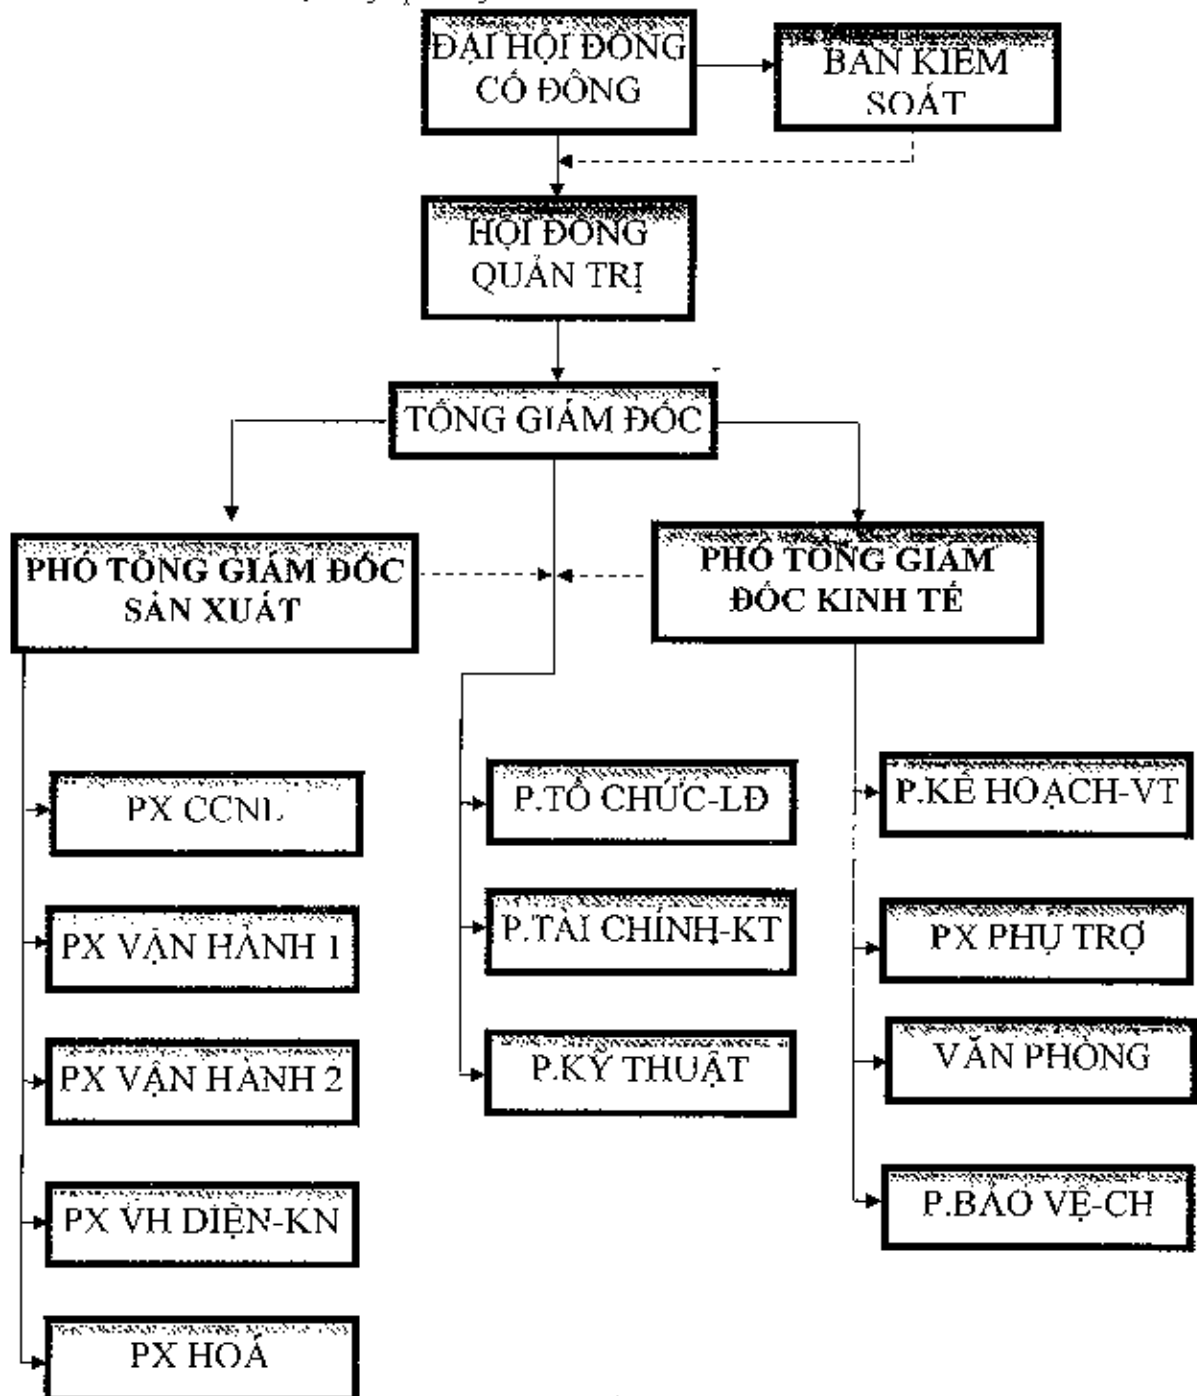 ĐẠI HỘI ĐỒNG
CỔ ĐÔNG
BAN KIỂM
SOÁT
HỘI ĐỒNG
QUẢN TRỊ
TỔNG GIÁM ĐỐC
PHÓ TỔNG GIÁM ĐỐC
SẢN XUẤT
PHÓ TỔNG GIÁM
ĐỐC KINH TẾ
PX CCNL
PX VẬN HÀNH 1
PX VẬN HÀNH 2
PX VH ĐIỆN-KN
PX HOÁ
P.TỔ CHỨC-LĐ
P.TÀI CHÍNH-KT
P.KỸ THUẬT
P.KẾ HOẠCH-VT
PX PHỤ TRỢ
VĂN PHÒNG
P.BẢO VỆ-CH